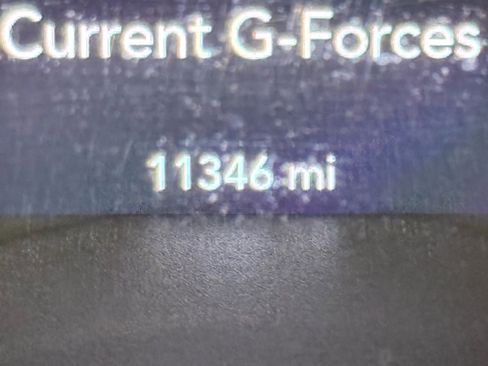 Current G-Forces
11346 mi